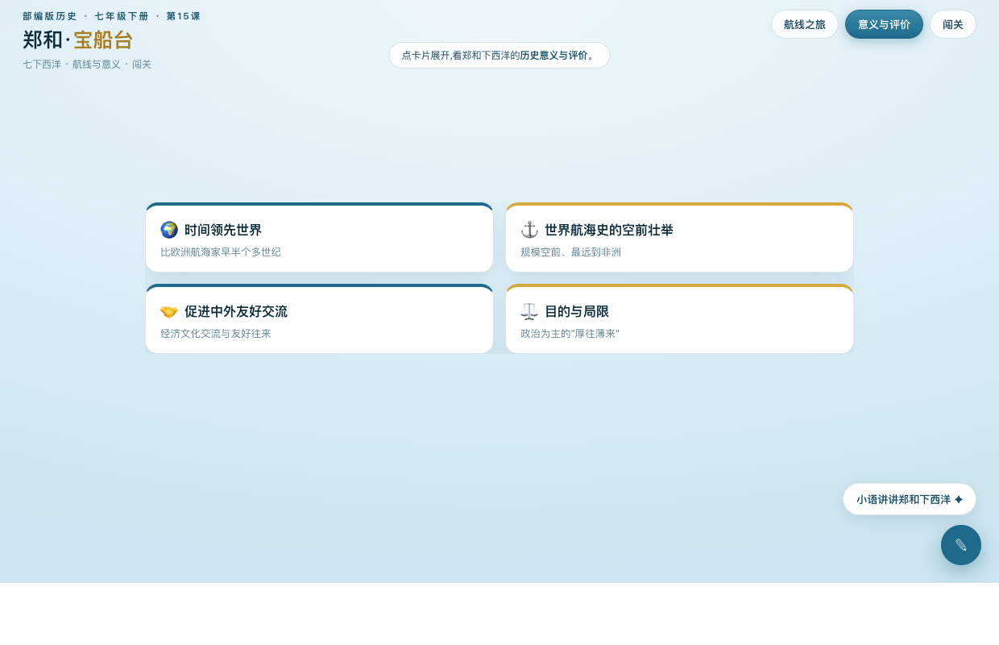 部编版历史 · 七年级下册 · 第15课
郑和·宝船台
七下西洋 · 航线与意义 · 闯关
航线之旅
意义与评价
闯关
点卡片展开,看郑和下西洋的历史意义与评价。
时间领先世界
比欧洲航海家早半个多世纪
世界航海史的空前壮举
规模空前、最远到非洲
促进中外友好交流
经济文化交流与友好往来
目的与局限
政治为主的"厚往薄来"
小语讲讲郑和下西洋 ✦